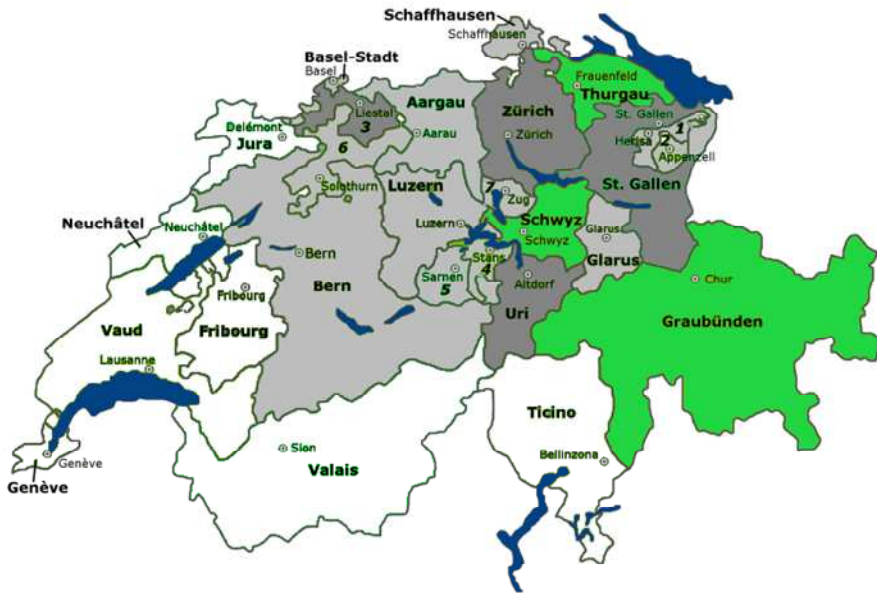 Schaffhausen
Schaffhausen
Basel-Stadt
Basel
Frauenfeld
Thurgau
Aargau
Zürich
Liestal
3
Aarau
Zürich
St. Gallen
1
2
Herisa
Appenzell
Delémont
Jura
6
Solothurn
Luzern
7
Zug
St. Gallen
Neuchâtel
Neuchâtel
Luzern
Schwyz
Schwyz
Glarus
Glarus
Bern
Stans
4
Sarnen
5
Altdorf
Chur
Fribourg
Bern
Uri
Graubünden
Vaud
Fribourg
Lausanne
Ticino
Sion
Valais
Bellinzona
Genève
Genève